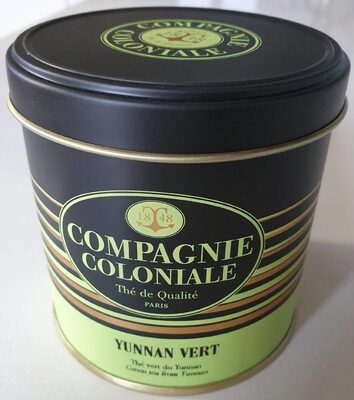 COMPAGNIE
COLONIALE
1848
18 48
COMPAGNIE
COLONIALE
Thé de Qualité
PARIS
YUNNAN VERT
Thé vert du Yunnan
Green tea from Yunnan